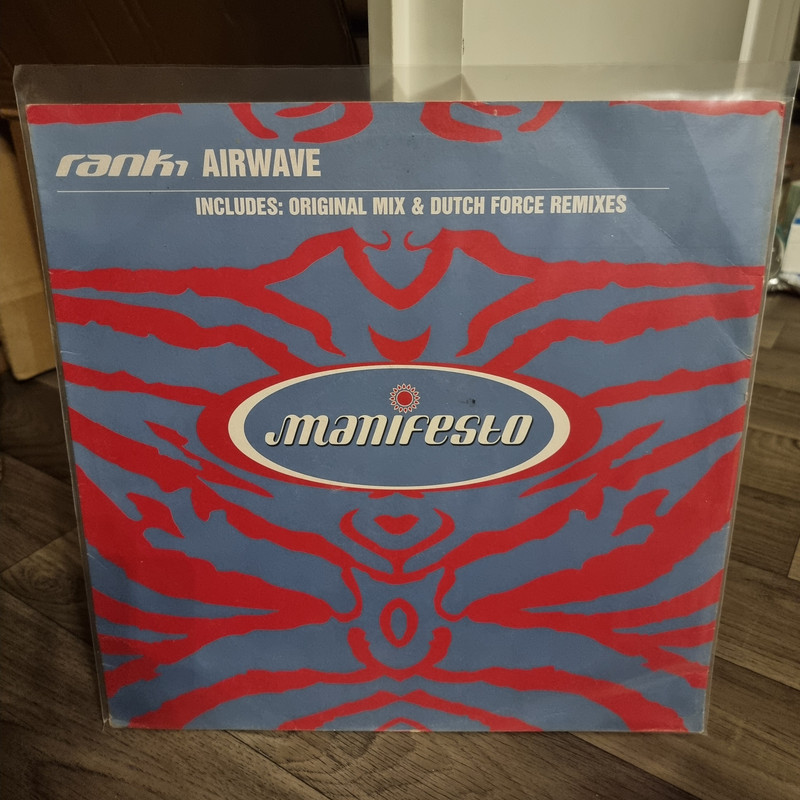 rank1 AIRWAVE
INCLUDES: ORIGINAL MIX & DUTCH FORCE REMIXES
manifesto